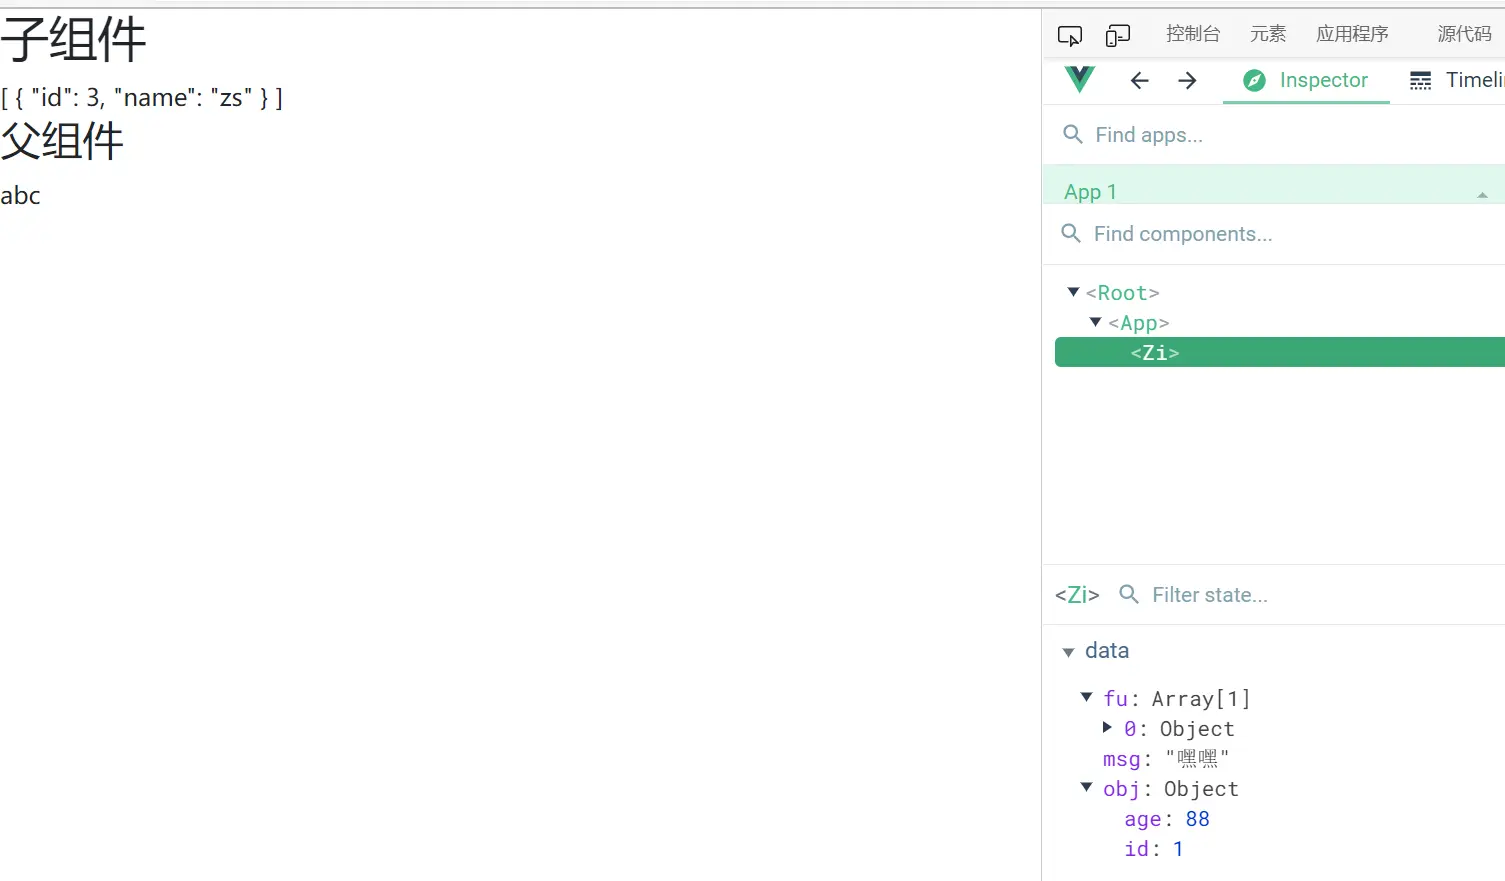 子组件
[ { "id": 3, "name": "zs" } ]
父组件
abc
控制台 元素 应用程序 源代码
Inspector Timeli
Find apps...
App 1
Find components...
<Root>
<App>
<Zi>
<Zi> Filter state...
data
fu: Array[1]
0: Object
msg: "嘿嘿"
obj: Object
age: 88
id: 1